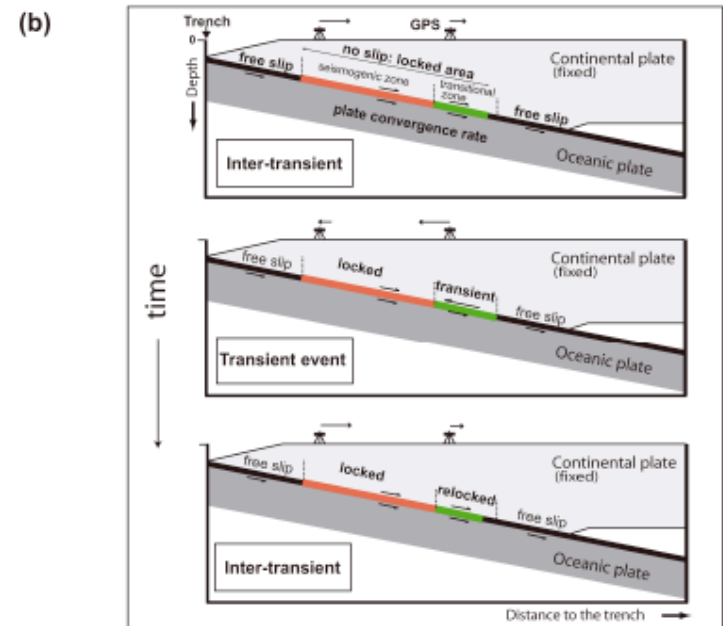 (b)
Trench
GPS
0
Depth
no slip: locked area
free slip
seismogenic zone
transitional
zone
free slip
plate convergence rate
Continental plate
(fixed)
Oceanic plate
Inter-transient
time
free slip
locked
transient
free slip
Continental plate
(fixed)
Oceanic plate
Transient event
free slip
locked
relocked
free slip
Continental plate
(fixed)
Oceanic plate
Inter-transient
Distance to the trench